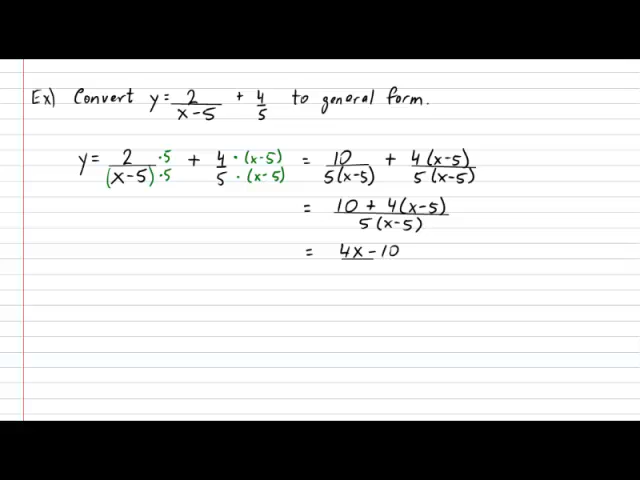 Ex) Convert y = 2/(x-5) + 4/5 to general form.
y = 2·5/(x-5)·5 + 4·(x-5)/5·(x-5) = 10/5(x-5) + 4(x-5)/5(x-5)
= 10 + 4(x-5)/5(x-5)
= 4x - 10